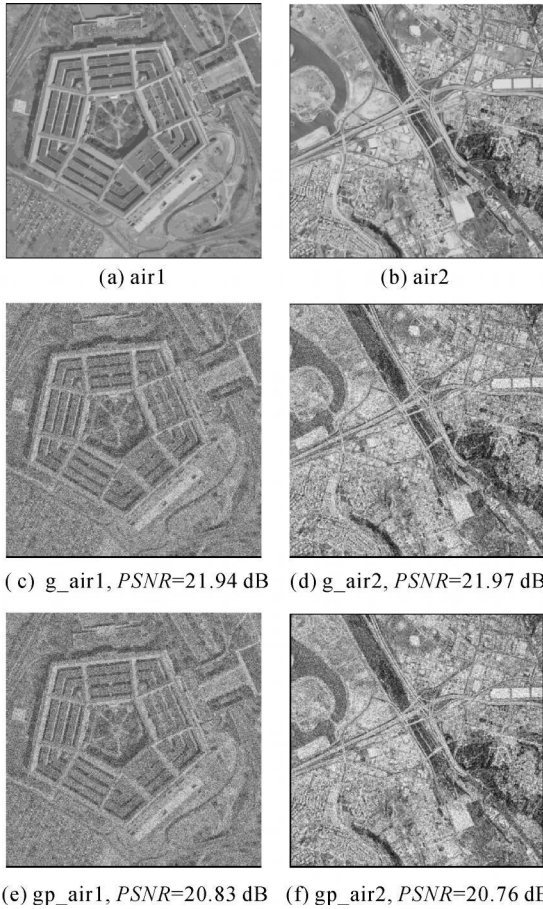 (a) air1 (b) air2
( c) g_air1, PSNR=21.94 dB (d) g_air2, PSNR=21.97 dB
(e) gp_air1, PSNR=20.83 dB (f) gp_air2, PSNR=20.76 dB